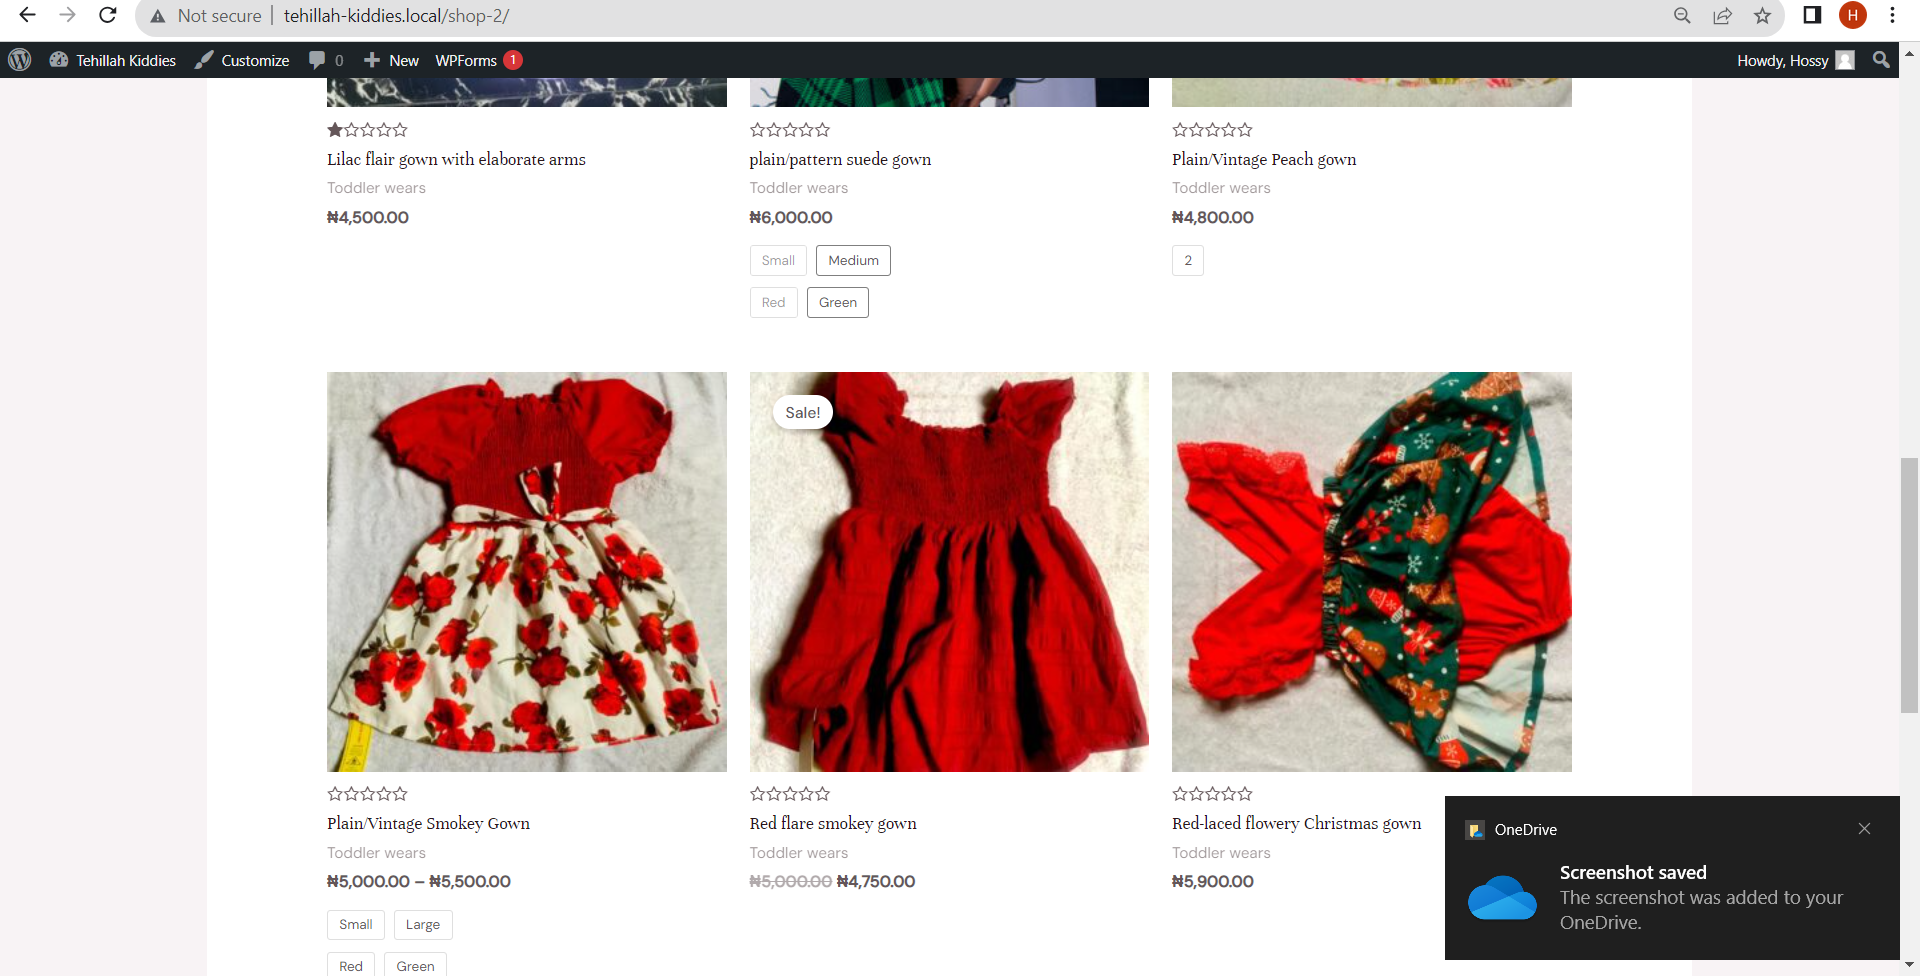 Not secure tehillah-kiddies.local/shop-2/ H
Tehillah Kiddies Customize 0 New WPForms 1 Howdy, Hossy
Lilac flair gown with elaborate arms
Toddler wears
₦4,500.00
plain/pattern suede gown
Toddler wears
₦6,000.00
Small Medium
Red Green
Plain/Vintage Peach gown
Toddler wears
₦4,800.00
2
Plain/Vintage Smokey Gown
Toddler wears
₦5,000.00 – ₦5,500.00
Small Large
Red Green
Sale!
Red flare smokey gown
Toddler wears
₦5,000.00 ₦4,750.00
Red-laced flowery Christmas gown
Toddler wears
₦5,900.00
OneDrive
Screenshot saved
The screenshot was added to your
OneDrive.